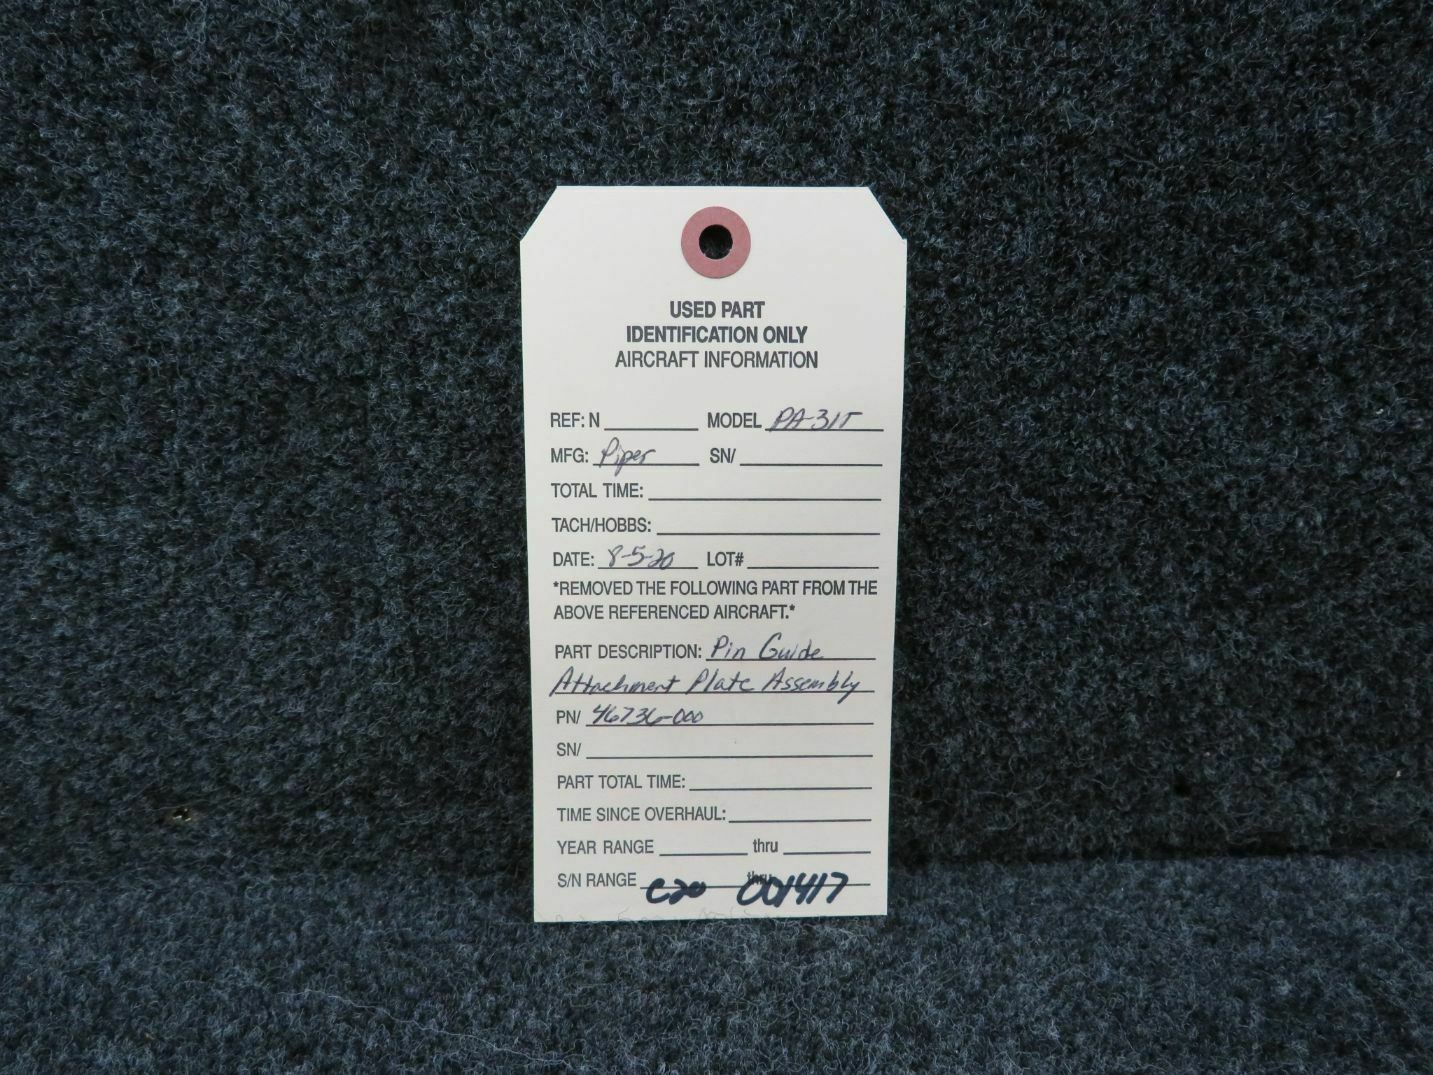 USED PART
IDENTIFICATION ONLY
AIRCRAFT INFORMATION
REF: N MODEL PA-31T
MFG: Piper SN/
TOTAL TIME:
TACH/HOBBS:
DATE: 8-5-20 LOT#
*REMOVED THE FOLLOWING PART FROM THE
ABOVE REFERENCED AIRCRAFT.*
PART DESCRIPTION: Pin Guide
Attachment Plate Assembly
PN/ 46736-000
SN/
PART TOTAL TIME:
TIME SINCE OVERHAUL:
YEAR RANGE thru
S/N RANGE C20 thru 001417